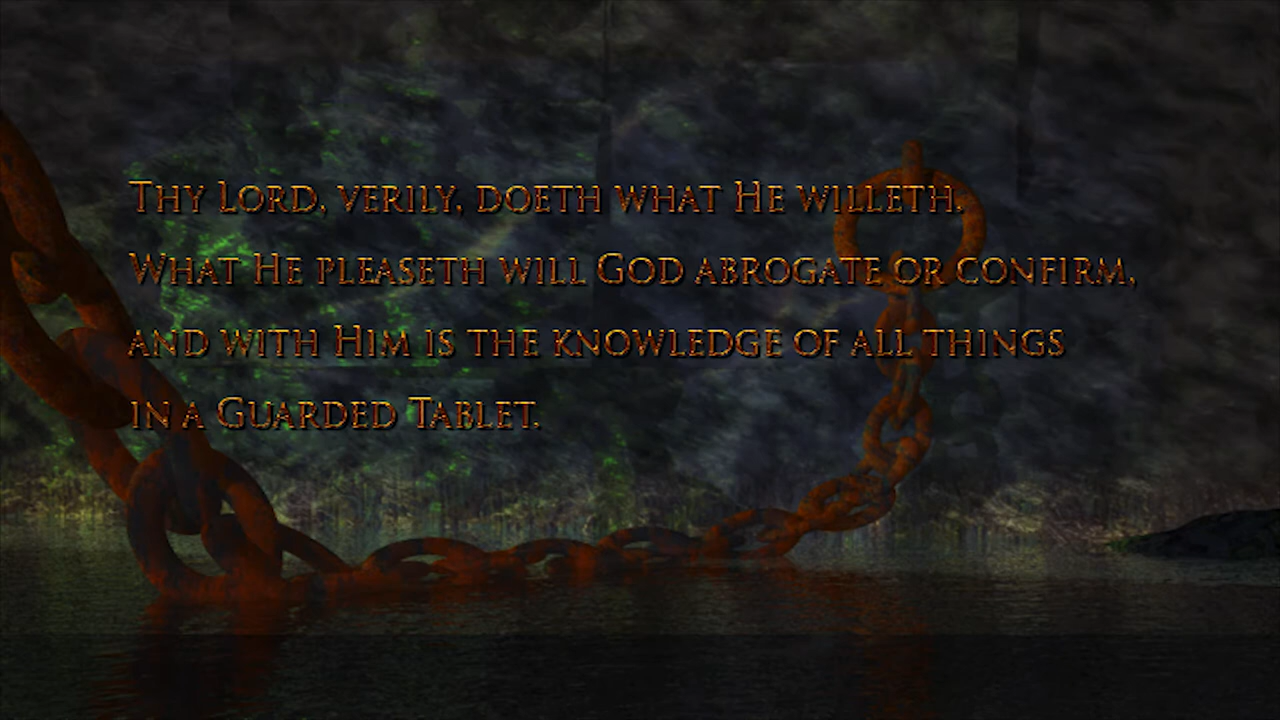 Thy Lord, verily, doeth what He willeth.
What He pleaseth will God abrogate or confirm,
and with Him is the knowledge of all things
in a Guarded Tablet.